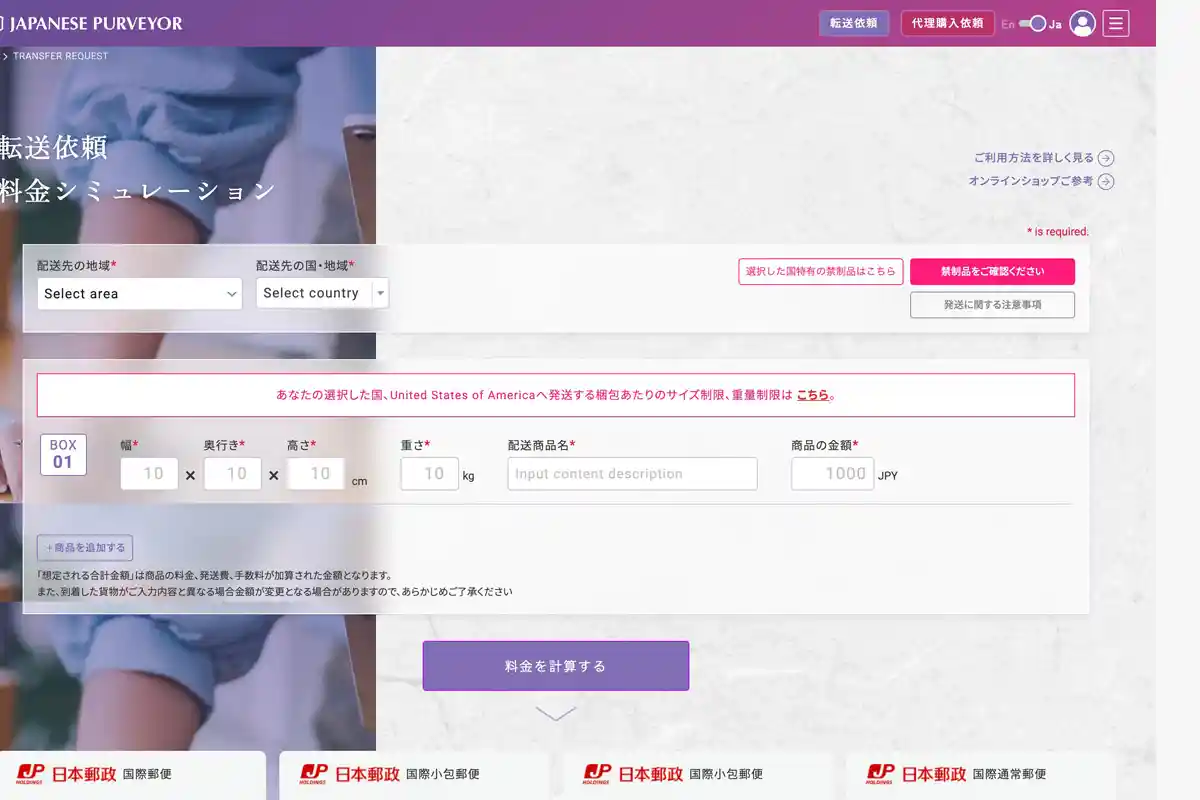 JAPANESE PURVEYOR
転送依頼
代理購入依頼
En
Ja
> TRANSFER REQUEST
転送依頼
料金シミュレーション
ご利用方法を詳しく見る
オンラインショップご参考
* is required.
配送先の地域*
配送先の国・地域*
Select area
Select country
選択した国特有の禁制品はこちら
禁制品をご確認ください
発送に関する注意事項
あなたの選択した国、United States of Americaへ発送する梱包あたりのサイズ制限、重量制限は こちら。
BOX
01
幅*
奥行き*
高さ*
重さ*
配送商品名*
商品の金額*
10 × 10 × 10 cm
10 kg
Input content description
1000 JPY
+商品を追加する
「想定される合計金額」は商品の料金、発送費、手数料が加算された金額となります。
また、到着した貨物がご入力内容と異なる場合金額が変更となる場合がありますので、あらかじめご了承ください
料金を計算する
JP HOLDINGS 日本郵政 国際郵便
JP HOLDINGS 日本郵政 国際小包郵便
JP HOLDINGS 日本郵政 国際小包郵便
JP HOLDINGS 日本郵政 国際通常郵便